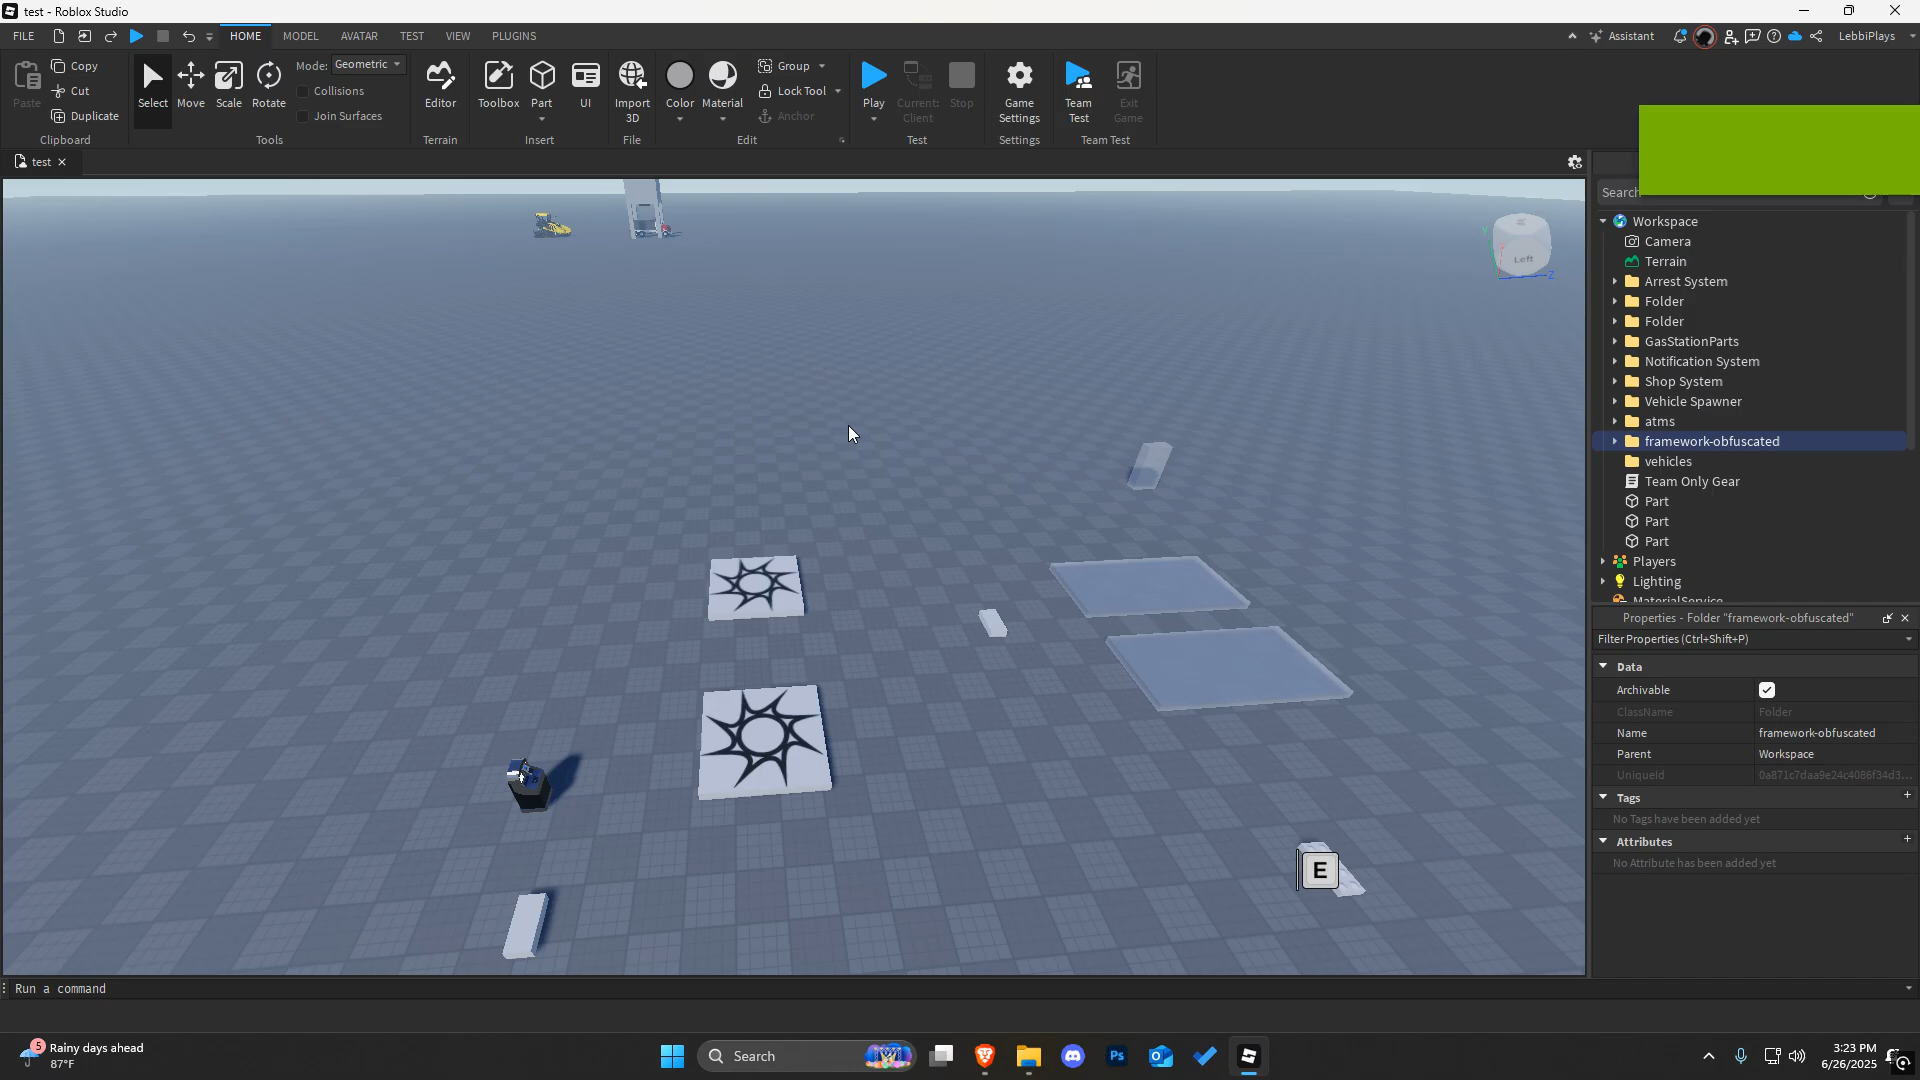 test - Roblox Studio
FILE HOME MODEL AVATAR TEST VIEW PLUGINS Assistant LebbiPlays
Paste Copy Cut Duplicate Clipboard
Select Move Scale Rotate Mode: Geometric Collisions Join Surfaces Tools
Editor Terrain
Toolbox Part UI Insert
Import 3D File
Color Material Group Lock Tool Anchor Edit
Play Current: Client Stop Test
Game Settings Settings
Team Test Exit Game Team Test
test
Search
Workspace
Camera
Terrain
Arrest System
Folder
Folder
GasStationParts
Notification System
Shop System
Vehicle Spawner
atms
framework-obfuscated
vehicles
Team Only Gear
Part
Part
Part
Players
Lighting
MaterialService
Left
Y
Z
E
Properties - Folder "framework-obfuscated"
Filter Properties (Ctrl+Shift+P)
Data
Archivable
ClassName Folder
Name framework-obfuscated
Parent Workspace
UniqueId 0a871c7daa9e24c4086f34d3...
Tags
No Tags have been added yet
Attributes
No Attribute has been added yet
Run a command
5 Rainy days ahead
87°F
Search
Ps
3:23 PM
6/26/2025